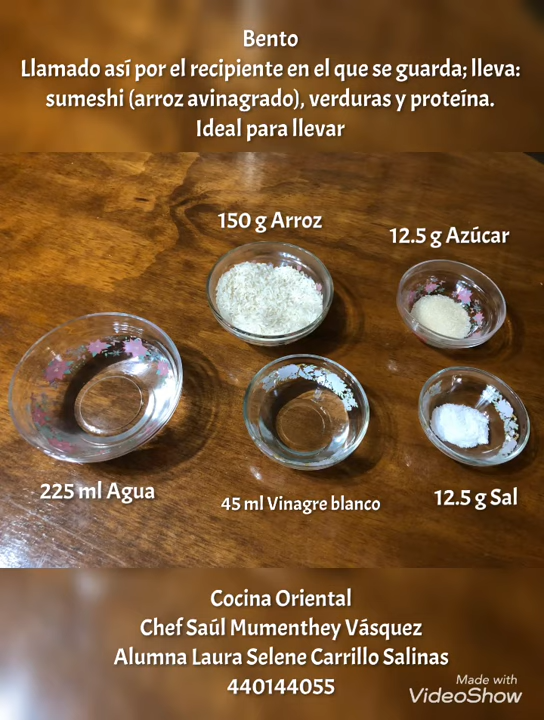 Bento
Llamado así por el recipiente en el que se guarda; lleva:
sumeshi (arroz avinagrado), verduras y proteína.
Ideal para llevar
150 g Arroz
12.5 g Azúcar
225 ml Agua
45 ml Vinagre blanco
12.5 g Sal
Cocina Oriental
Chef Saúl Mumenthey Vásquez
Alumna Laura Selene Carrillo Salinas
440144055
Made with
VideoShow